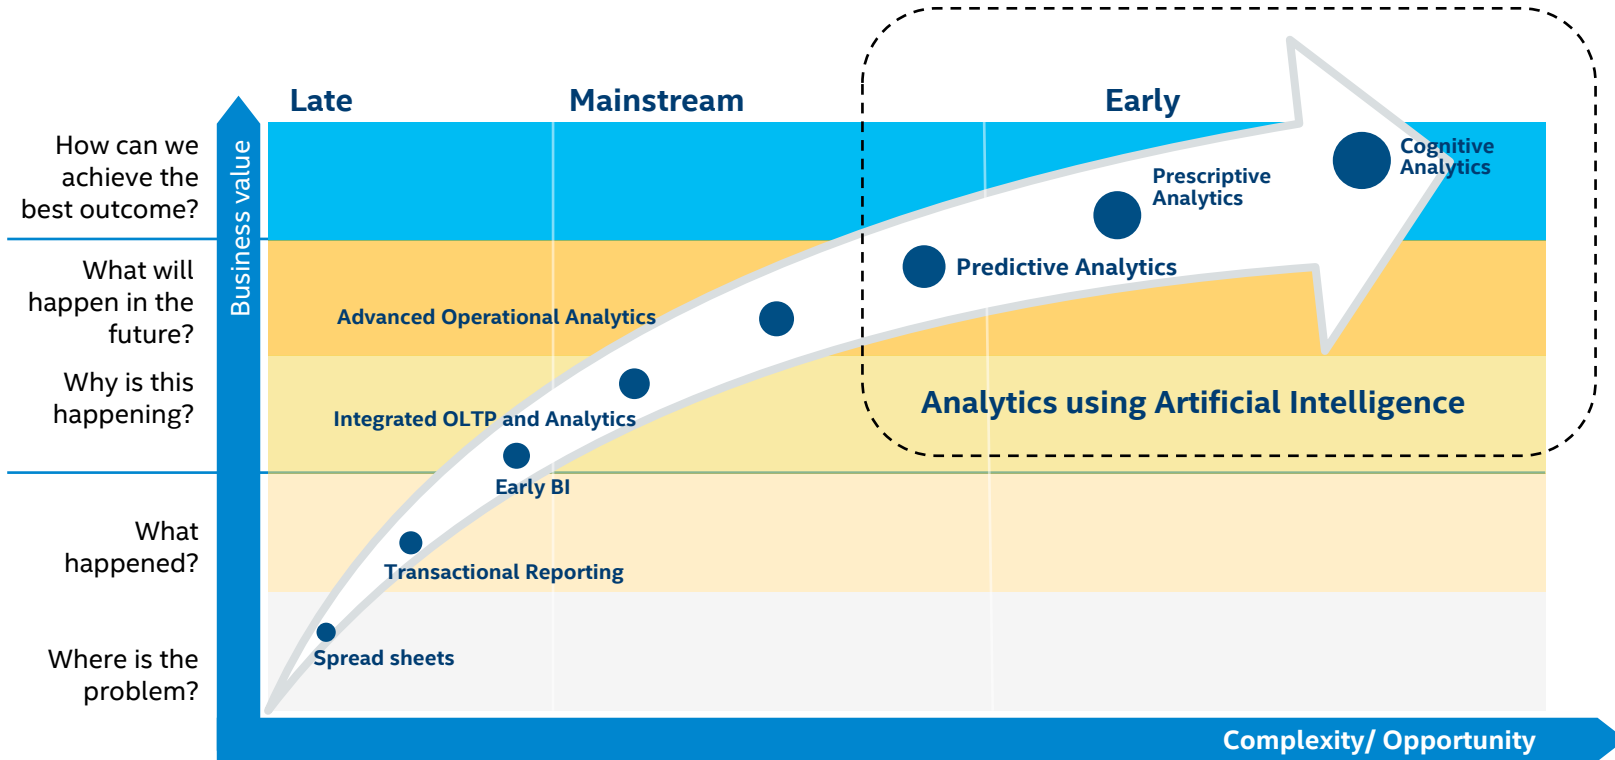 Late
Mainstream
Early
How can we
achieve the
best outcome?
What will
happen in the
future?
Why is this
happening?
What
happened?
Where is the
problem?
Business value
Cognitive
Analytics
Prescriptive
Analytics
Predictive Analytics
Advanced Operational Analytics
Analytics using Artificial Intelligence
Integrated OLTP and Analytics
Early BI
Transactional Reporting
Spread sheets
Complexity/ Opportunity